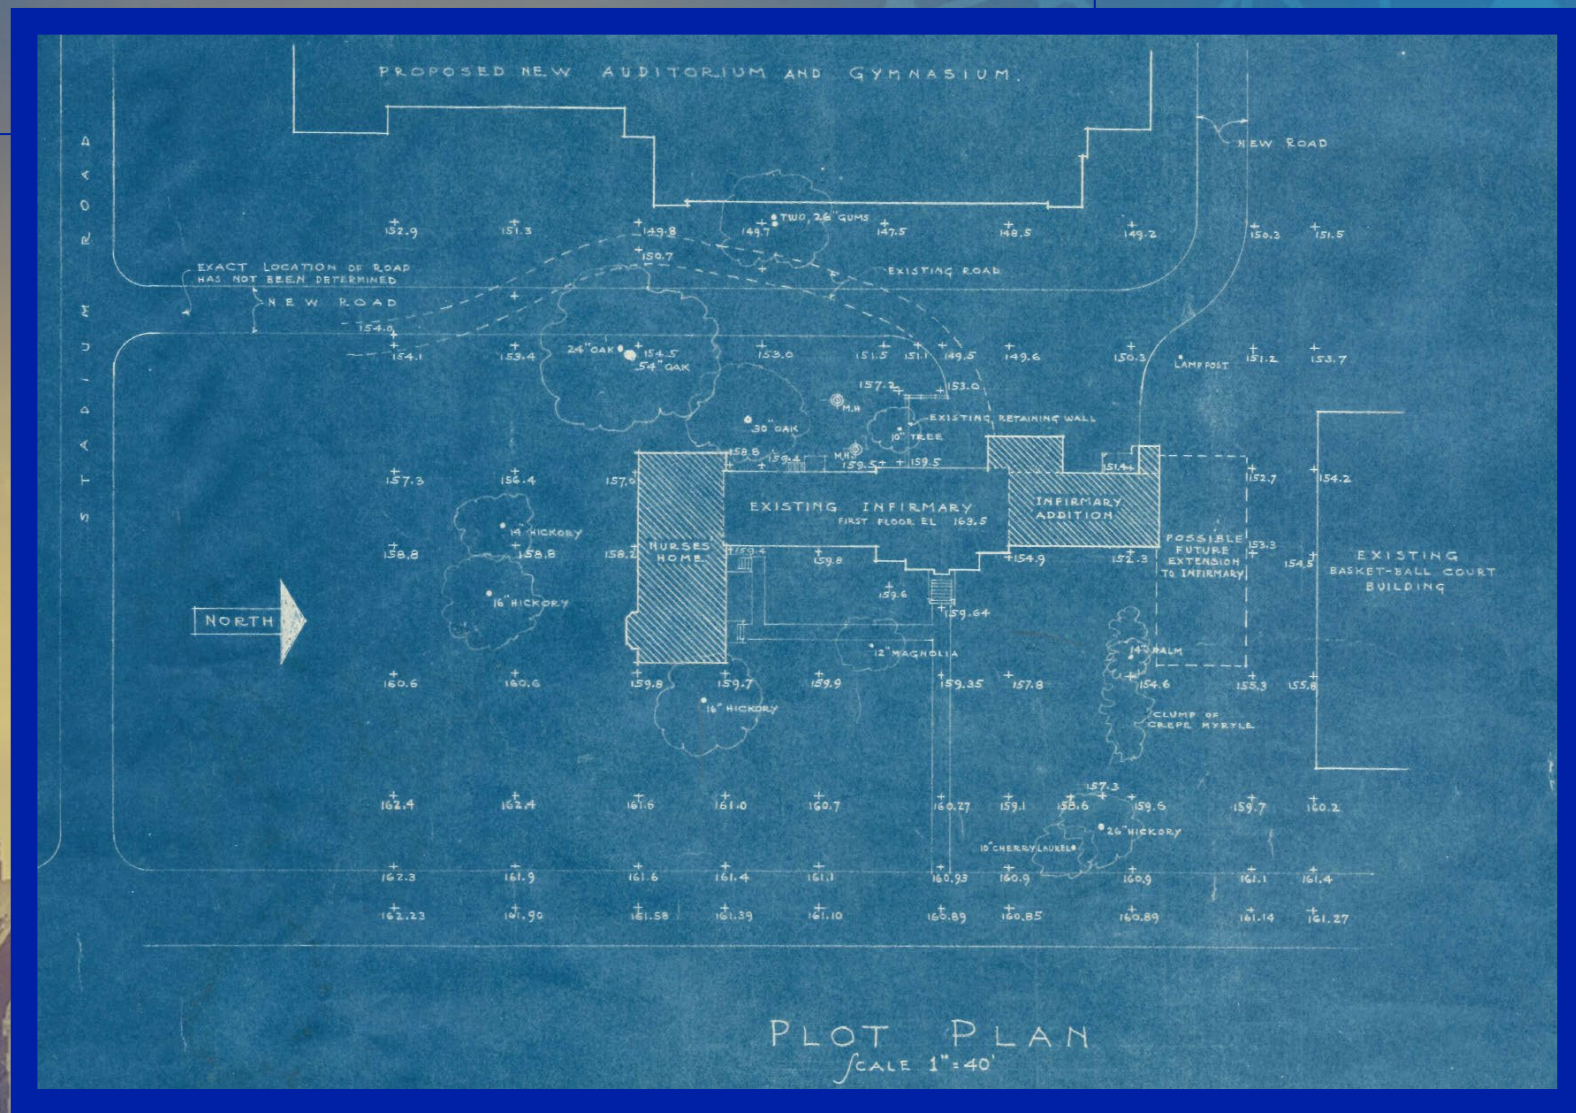 PROPOSED NEW AUDITORIUM AND GYMNASIUM.
NEW ROAD
STADIUM ROAD
TWO, 26" GUMS
152.9 151.3 149.8 149.7 147.5 148.5 149.2 150.3 151.5
150.7
EXACT LOCATION OF ROAD
HAS NOT BEEN DETERMINED
EXISTING ROAD
NEW ROAD
154.0
24" OAK
154.1 153.4 154.5 153.0 151.5 151.1 149.5 149.6 150.3 151.2 153.7
54" OAK
LAMP POST
157.2 153.0
M.H
EXISTING RETAINING WALL
30" OAK
10" TREE
158.8 159.4 M.H 159.5 159.5 151.4
157.3 156.4 157.0 152.7 154.2
EXISTING INFIRMARY
FIRST FLOOR EL 163.5
INFIRMARY
ADDITION
14" HICKORY
NURSES'
HOME
158.8 158.8 158.2 159.4 159.8 154.9 152.3 153.3 154.5
POSSIBLE
FUTURE
EXTENSION
TO INFIRMARY
EXISTING
BASKET-BALL COURT
BUILDING
159.6
16" HICKORY
159.64
NORTH
12" MAGNOLIA
14" PALM
160.6 160.6 159.8 159.7 159.9 159.35 157.8 154.6 155.3 155.8
16" HICKORY
CLUMP OF
CREPE MYRTLE
157.3
162.4 162.4 161.6 161.0 160.7 160.27 159.1 158.6 159.6 159.7 160.2
26" HICKORY
10" CHERRY LAUREL
162.3 161.9 161.6 161.4 161.1 160.93 160.9 160.9 161.1 161.4
162.23 161.90 161.58 161.39 161.10 160.89 160.85 160.89 161.14 161.27
PLOT PLAN
SCALE 1"=40'